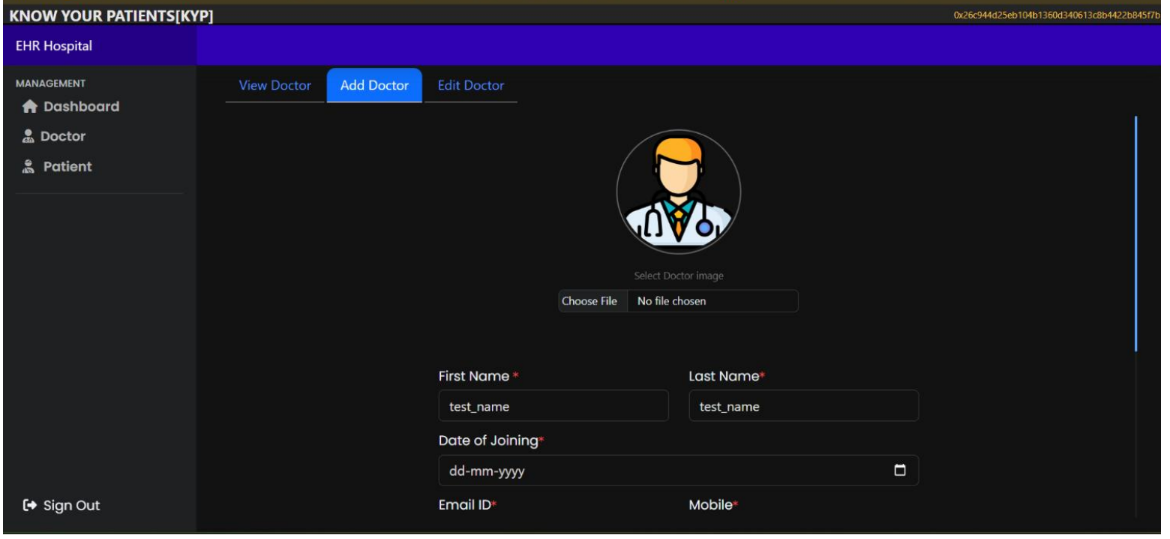 KNOW YOUR PATIENTS[KYP] 0x26c944d25eb104b1360d340613c8b4422b845f7b
EHR Hospital
MANAGEMENT
Dashboard
Doctor
Patient
Sign Out
View Doctor Add Doctor Edit Doctor
Select Doctor image
Choose File No file chosen
First Name * Last Name*
test_name test_name
Date of Joining*
dd-mm-yyyy
Email ID* Mobile*